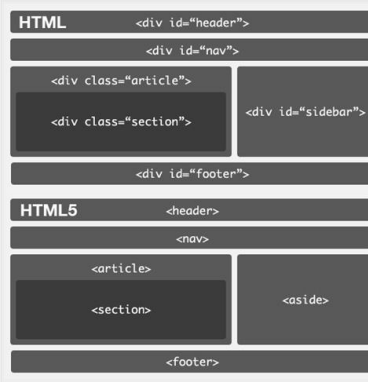 HTML <div id=“header”>
<div id=“nav”>
<div class=“article”>
<div class=“section”>
<div id=“sidebar”>
<div id=“footer”>
HTML5 <header>
<nav>
<article>
<section>
<aside>
<footer>